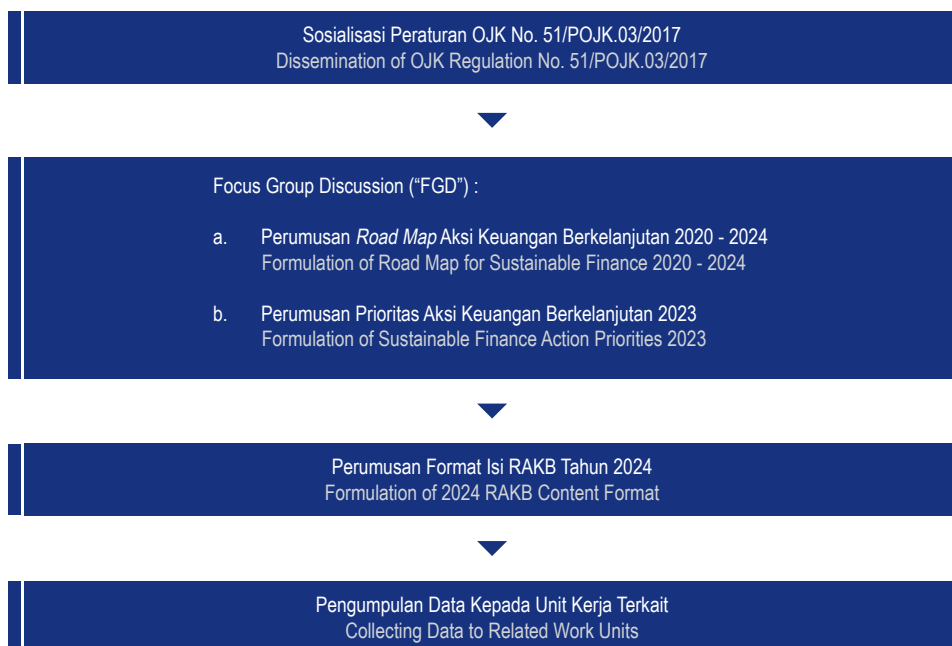 Sosialisasi Peraturan OJK No. 51/POJK.03/2017
Dissemination of OJK Regulation No. 51/POJK.03/2017
Focus Group Discussion (“FGD”) :
a. Perumusan Road Map Aksi Keuangan Berkelanjutan 2020 - 2024
Formulation of Road Map for Sustainable Finance 2020 - 2024
b. Perumusan Prioritas Aksi Keuangan Berkelanjutan 2023
Formulation of Sustainable Finance Action Priorities 2023
Perumusan Format Isi RAKB Tahun 2024
Formulation of 2024 RAKB Content Format
Pengumpulan Data Kepada Unit Kerja Terkait
Collecting Data to Related Work Units